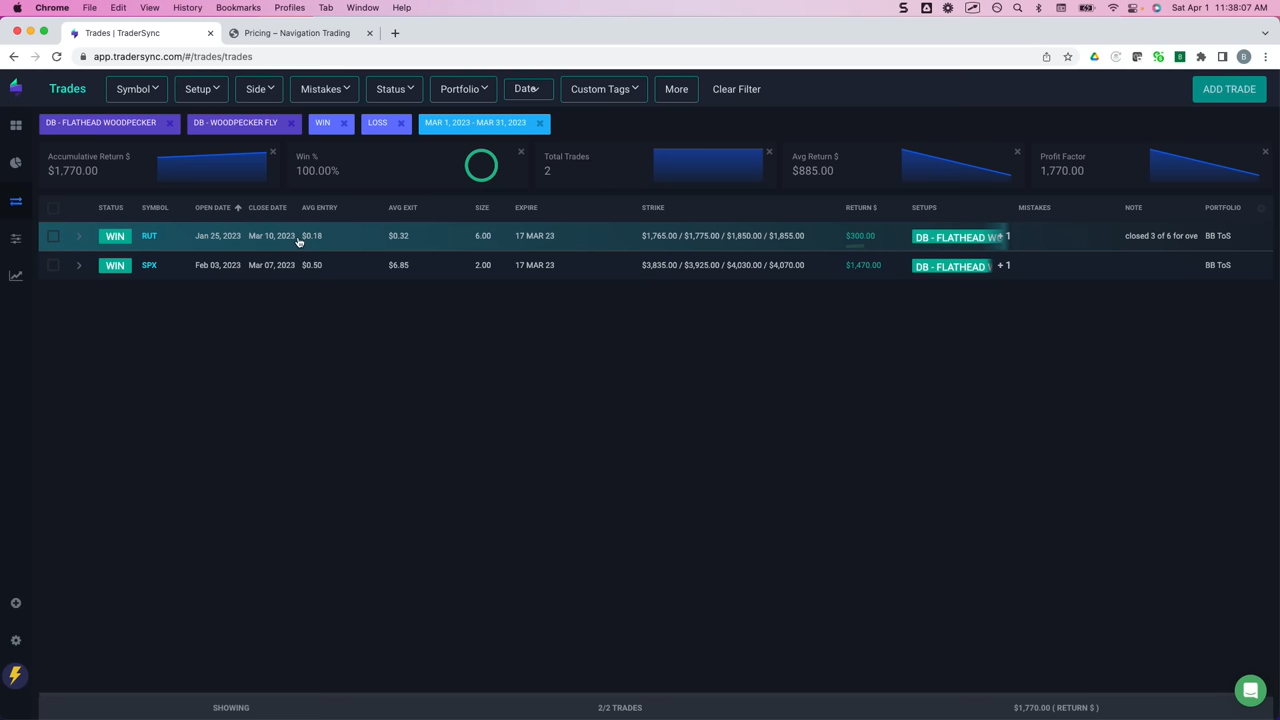 Chrome File Edit View History Bookmarks Profiles Tab Window Help Sat Apr 1 11:38:07 AM
Trades | TraderSync Pricing – Navigation Trading
app.tradersync.com/#/trades/trades B
Trades Symbol Setup Side Mistakes Status Portfolio Date Custom Tags More Clear Filter ADD TRADE
DB - FLATHEAD WOODPECKER DB - WOODPECKER FLY WIN LOSS MAR 1, 2023 - MAR 31, 2023
Accumulative Return $ Win % Total Trades Avg Return $ Profit Factor
$1,770.00 100.00% 2 $885.00 1,770.00
STATUS SYMBOL OPEN DATE CLOSE DATE AVG ENTRY AVG EXIT SIZE EXPIRE STRIKE RETURN $ SETUPS MISTAKES NOTE PORTFOLIO
WIN RUT Jan 25, 2023 Mar 10, 2023 $0.18 $0.32 6.00 17 MAR 23 $1,765.00 / $1,775.00 / $1,850.00 / $1,855.00 $300.00 DB - FLATHEAD WO + 1 closed 3 of 6 for ove BB ToS
WIN SPX Feb 03, 2023 Mar 07, 2023 $0.50 $6.85 2.00 17 MAR 23 $3,835.00 / $3,925.00 / $4,030.00 / $4,070.00 $1,470.00 DB - FLATHEAD + 1 BB ToS
SHOWING 2/2 TRADES $1,770.00 ( RETURN $ )